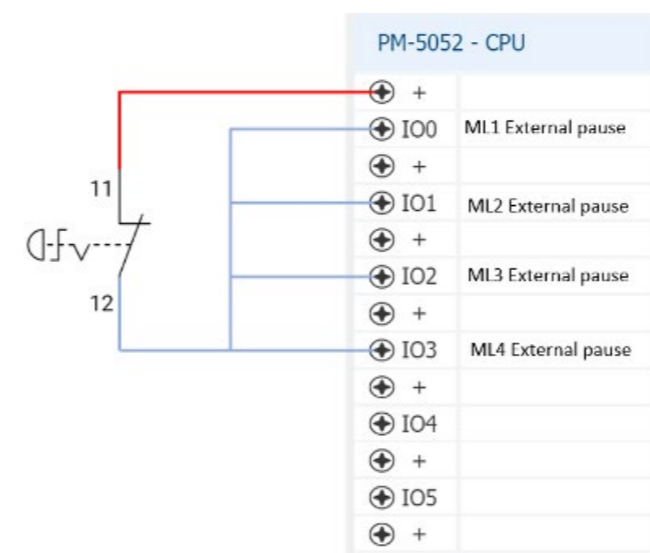 PM-5052 - CPU
+
IO0 ML1 External pause
+
11
IO1 ML2 External pause
+
IO2 ML3 External pause
12
+
IO3 ML4 External pause
+
IO4
+
IO5
+